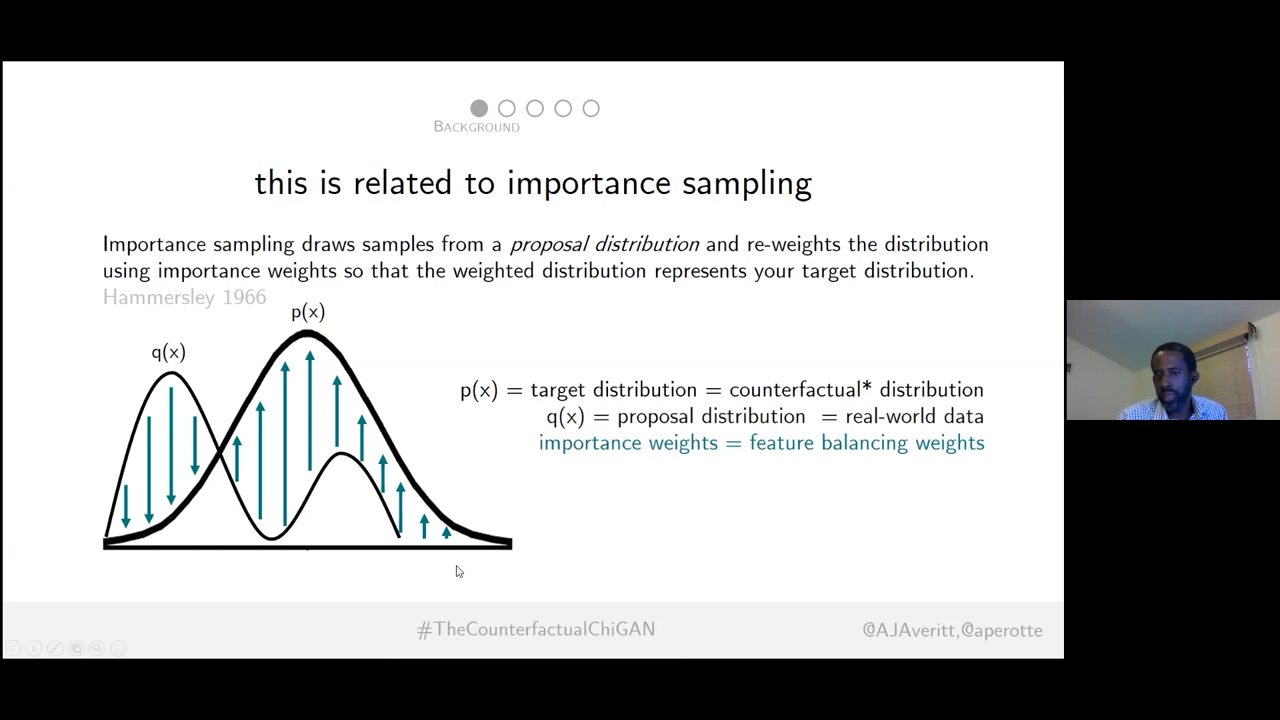 BACKGROUND
this is related to importance sampling
Importance sampling draws samples from a proposal distribution and re-weights the distribution
using importance weights so that the weighted distribution represents your target distribution.
Hammersley 1966
p(x)
q(x)
p(x) = target distribution = counterfactual* distribution
q(x) = proposal distribution = real-world data
importance weights = feature balancing weights
#TheCounterfactualChiGAN
@AJAveritt,@aperotte